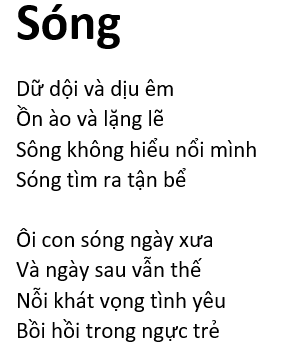 Sóng
Dữ dội và dịu êm
Ồn ào và lặng lẽ
Sông không hiểu nổi mình
Sóng tìm ra tận bể
Ôi con sóng ngày xưa
Và ngày sau vẫn thế
Nỗi khát vọng tình yêu
Bồi hồi trong ngực trẻ